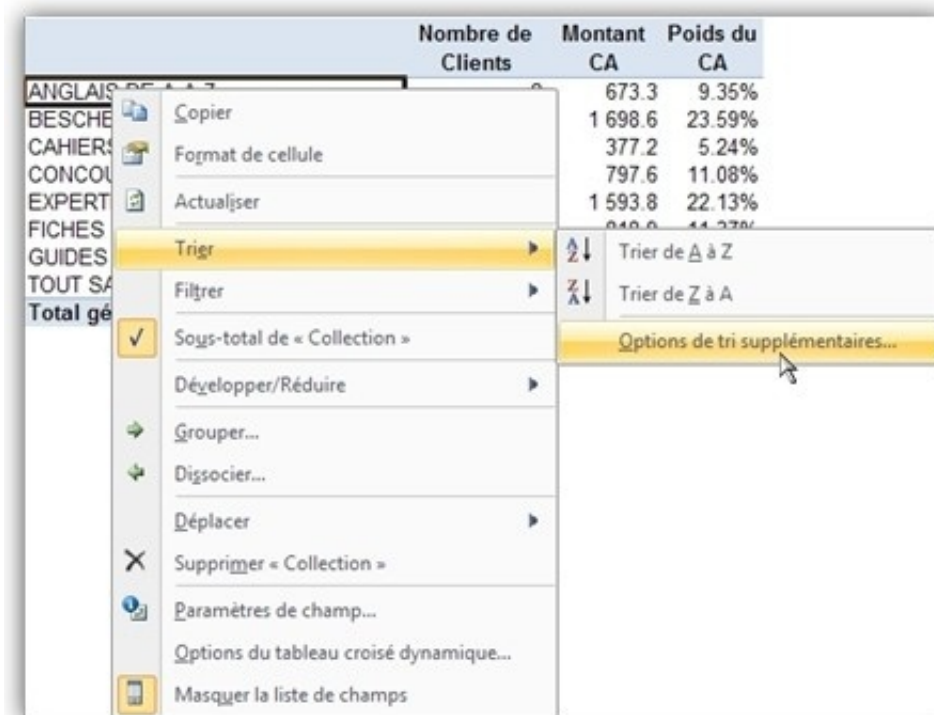 Nombre de Clients Montant CA Poids du CA
ANGLAIS DE A A Z 673.3 9.35%
BESCHE 1 698.6 23.59%
CAHIERS 377.2 5.24%
CONCOU 797.6 11.08%
EXPERT 1 593.8 22.13%
FICHES
GUIDES
TOUT SA
Total gé
Copier
Format de cellule
Actualiser
Trier
Filtrer
Sous-total de « Collection »
Développer/Réduire
Grouper...
Dissocier...
Déplacer
Supprimer « Collection »
Paramètres de champ...
Options du tableau croisé dynamique...
Masquer la liste de champs
Trier de A à Z
Trier de Z à A
Options de tri supplémentaires...